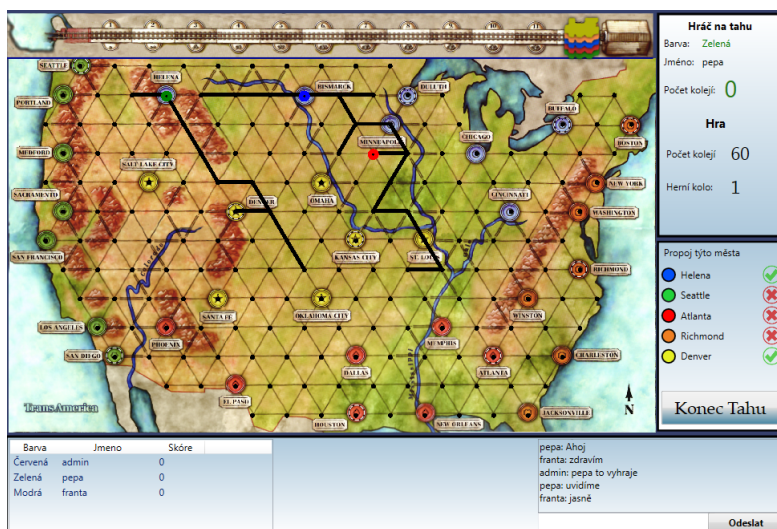 SEATTLE
HELENA
BISMARCK
DULUTH
PORTLAND
BUFFALO
MINNEAPOLIS
CHICAGO
BOSTON
MEDFORD
SALT LAKE CITY
NEW YORK
SACRAMENTO
DENVER
OMAHA
CINCINNATI
WASHINGTON
SAN FRANCISCO
KANSAS CITY
ST. LOUIS
RICHMOND
Colorado
SANTA FE
OKLAHOMA CITY
WINSTON
LOS ANGELES
PHOENIX
MEMPHIS
SAN DIEGO
DALLAS
ATLANTA
CHARLESTON
Mississippi
EL PASO
TransAmerica
HOUSTON
NEW ORLEANS
JACKSONVILLE
N
Hráč na tahu
Barva: Zelená
Jméno: pepa
Počet kolejí: 0
Hra
Počet kolejí 60
Herní kolo: 1
Propoj týto města
Helena
Seattle
Atlanta
Richmond
Denver
Konec Tahu
Barva Jmeno Skóre
Červená admin 0
Zelená pepa 0
Modrá franta 0
pepa: Ahoj
franta: zdravím
admin: pepa to vyhraje
pepa: uvidíme
franta: jasně
Odeslat